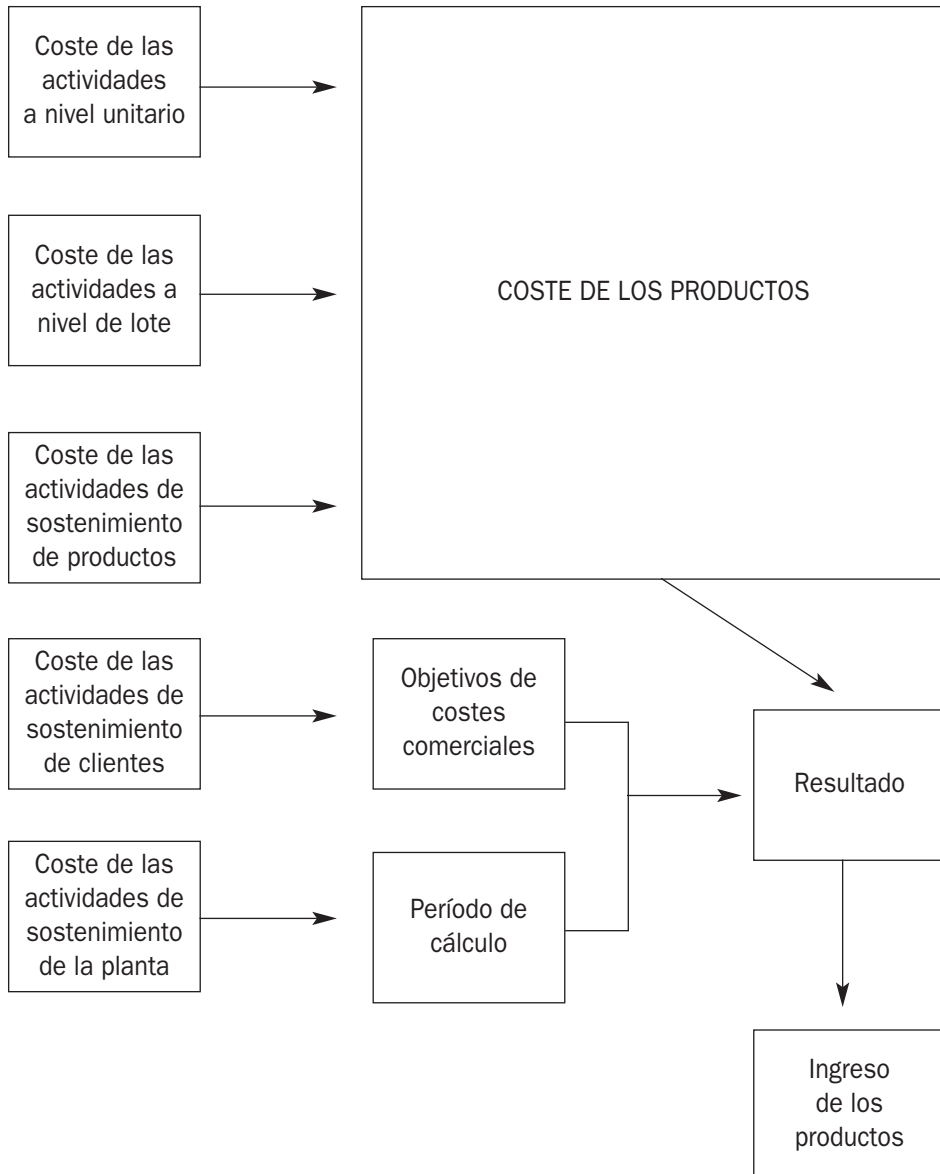 Coste de las
actividades
a nivel unitario
Coste de las
actividades a
nivel de lote
COSTE DE LOS PRODUCTOS
Coste de las
actividades de
sostenimiento
de productos
Coste de las
actividades de
sostenimiento
de clientes
Objetivos de
costes
comerciales
Resultado
Coste de las
actividades de
sostenimiento
de la planta
Período de
cálculo
Ingreso
de los
productos